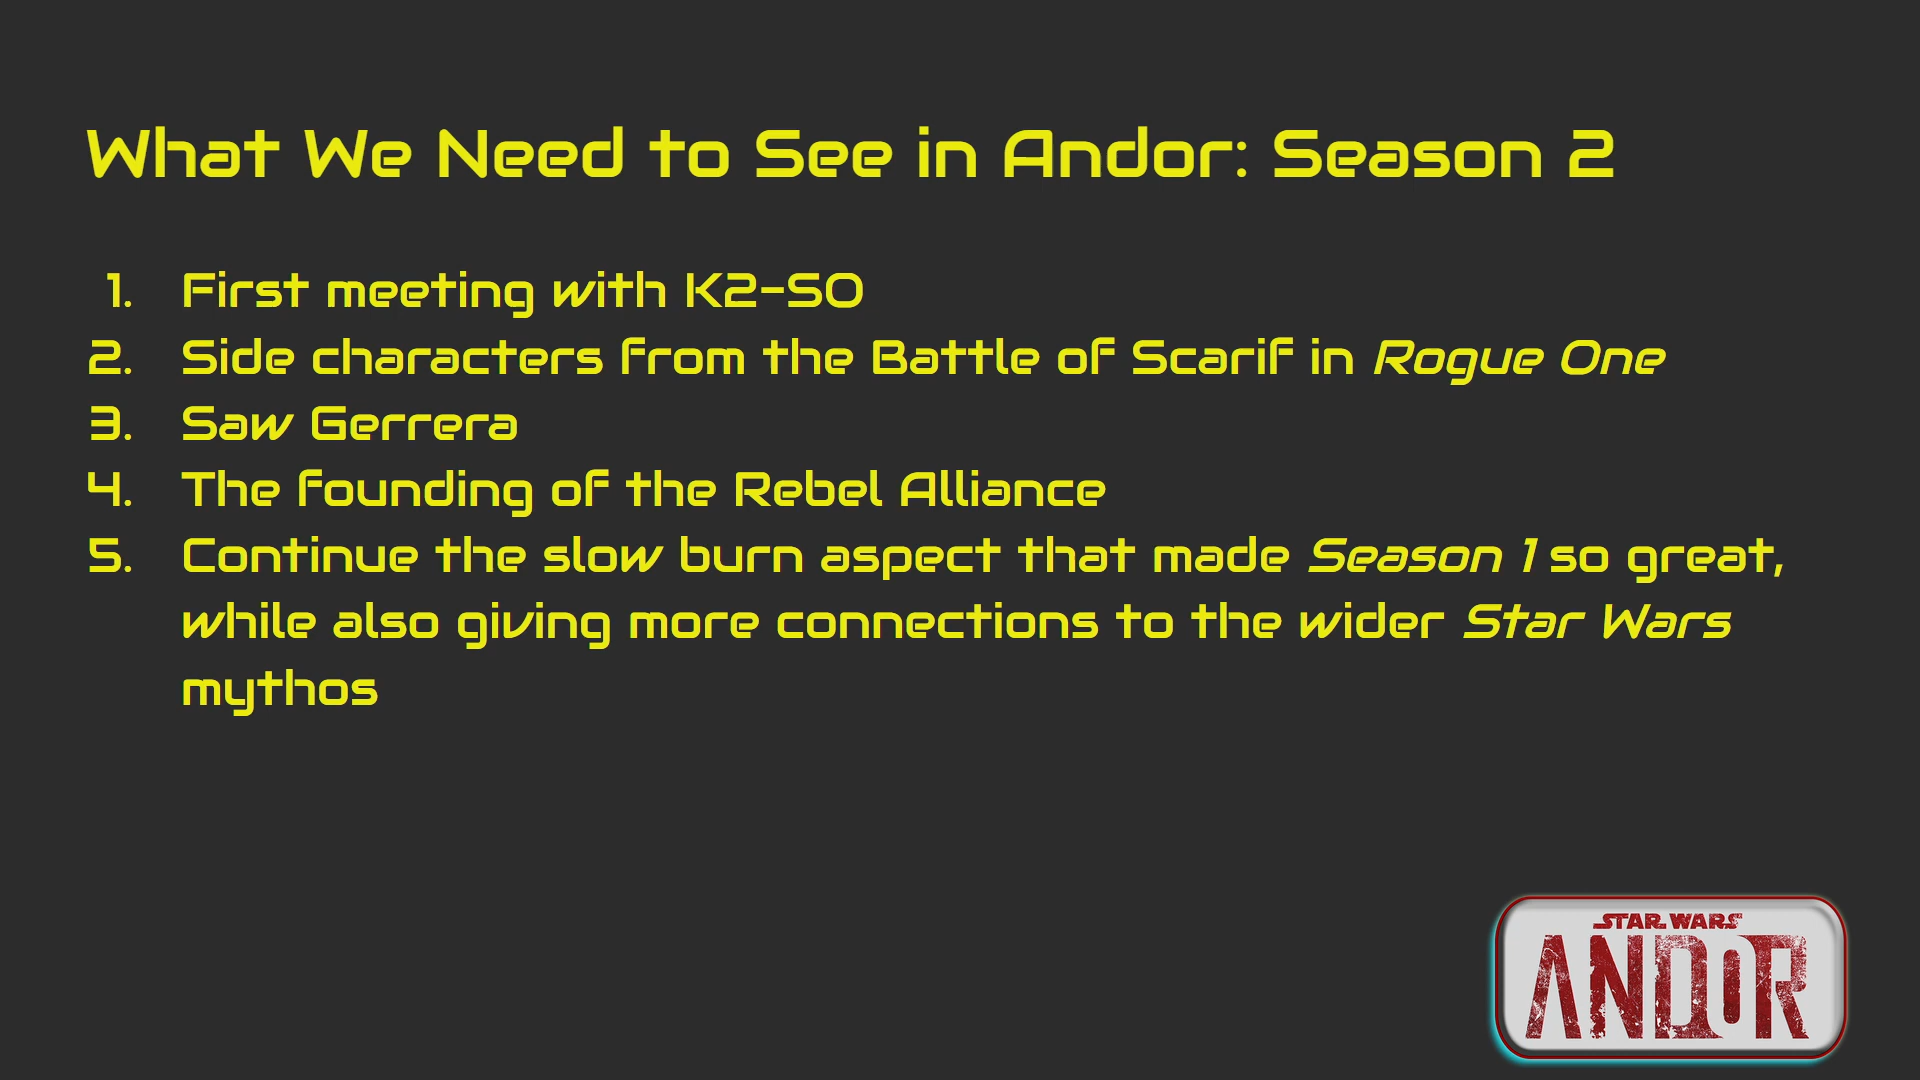 What We Need to See in Andor: Season 2
1. First meeting with K2-SO
2. Side characters from the Battle of Scarif in Rogue One
3. Saw Gerrera
4. The founding of the Rebel Alliance
5. Continue the slow burn aspect that made Season 1 so great,
while also giving more connections to the wider Star Wars
mythos
STAR WARS
ANDOR